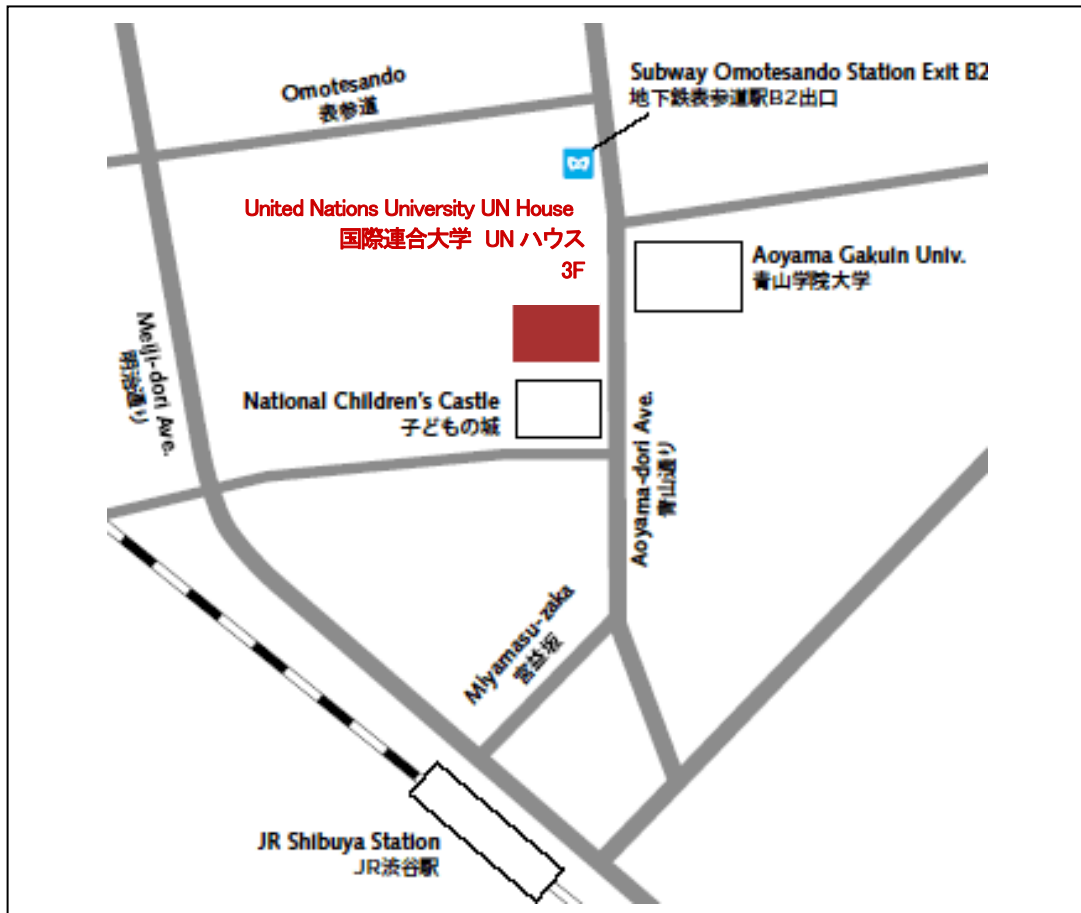 Omotesando
表参道
Subway Omotesando Station Exit B2
地下鉄表参道駅B2出口
United Nations University UN House
国際連合大学 UN ハウス
3F
Aoyama Gakuin Univ.
青山学院大学
Meiji-dori Ave.
明治通り
National Children's Castle
子どもの城
Aoyama-dori Ave.
青山通り
Miyamasu-zaka
宮益坂
JR Shibuya Station
JR渋谷駅